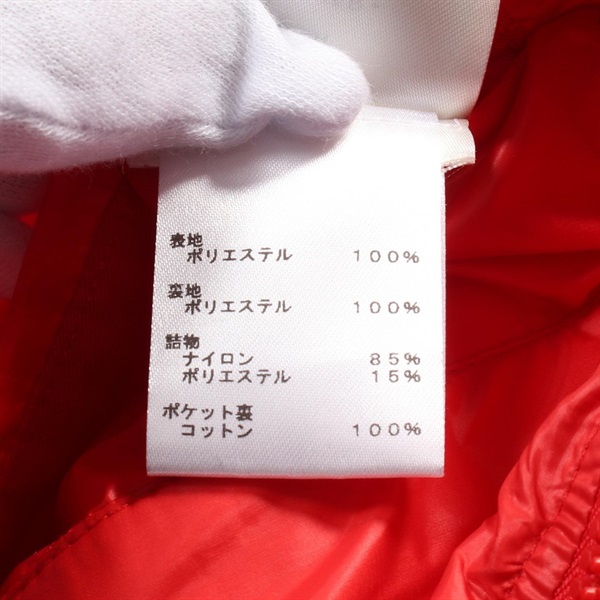 表地
ポリエステル 100%
裏地
ポリエステル 100%
詰物
ナイロン 85%
ポリエステル 15%
ポケット裏
コットン 100%